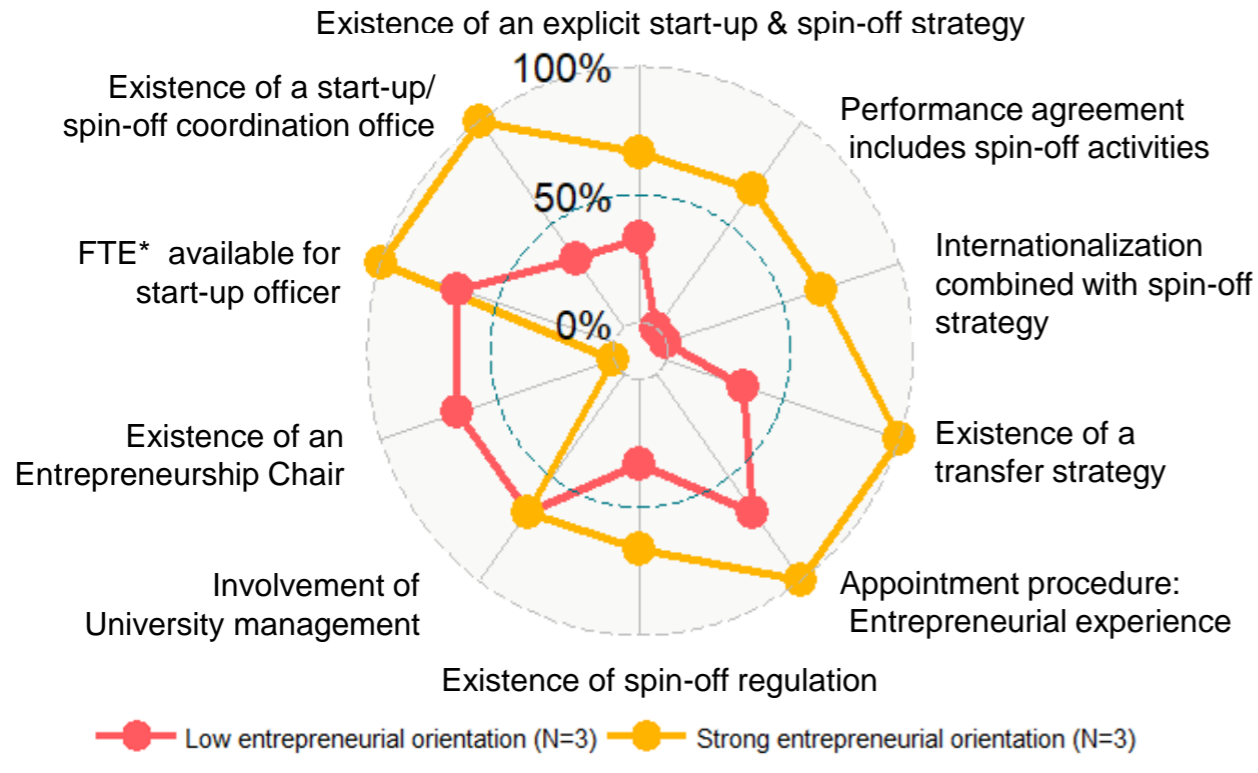 Existence of an explicit start-up & spin-off strategy
100%
50%
0%
Existence of a start-up/
spin-off coordination office
Performance agreement
includes spin-off activities
FTE* available for
start-up officer
Internationalization
combined with spin-off
strategy
Existence of an
Entrepreneurship Chair
Existence of a
transfer strategy
Involvement of
University management
Appointment procedure:
Entrepreneurial experience
Existence of spin-off regulation
Low entrepreneurial orientation (N=3)
Strong entrepreneurial orientation (N=3)